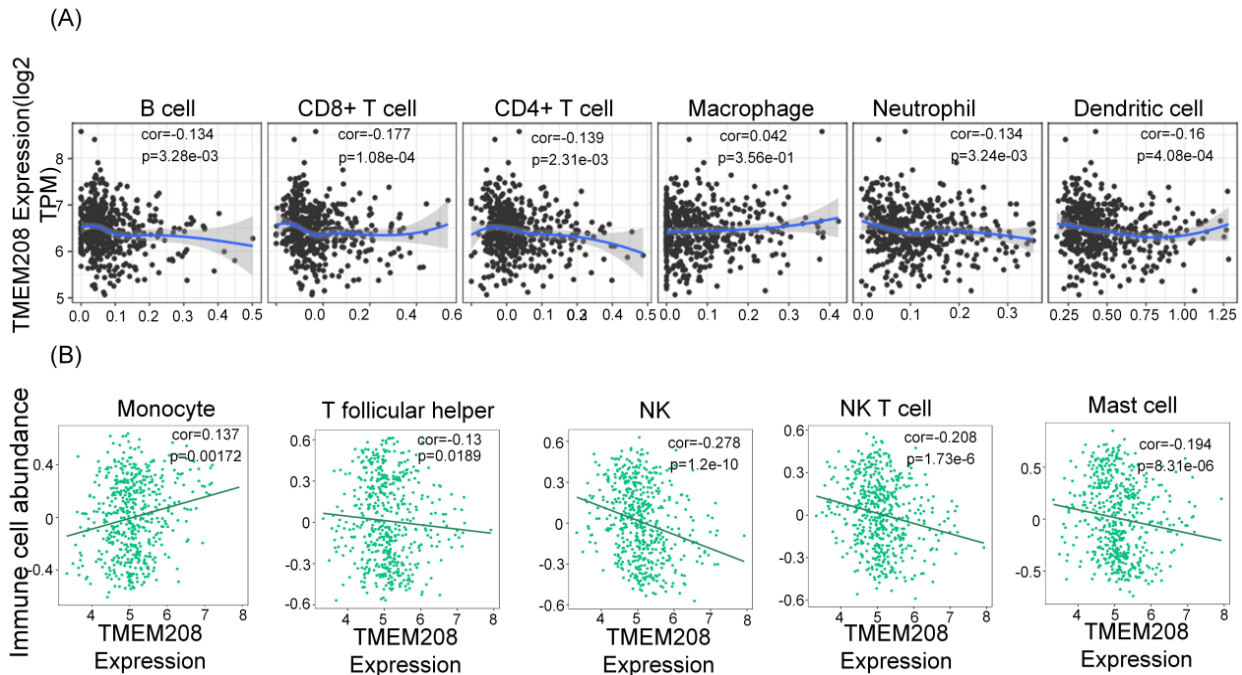 (A)
TMEM208 Expression(log2
TPM)
B cell
cor=-0.134
p=3.28e-03
CD8+ T cell
cor=-0.177
p=1.08e-04
CD4+ T cell
cor=-0.139
p=2.31e-03
Macrophage
cor=0.042
p=3.56e-01
Neutrophil
cor=-0.134
p=3.24e-03
Dendritic cell
cor=-0.16
p=4.08e-04
8
7
6
5
0.0 0.1 0.2 0.3 0.4 0.5
0.0 0.2 0.4 0.6
0.0 0.1 0.2 0.3 0.4 0.5
0.0 0.1 0.2 0.3 0.4
0.0 0.1 0.2 0.3
0.25 0.50 0.75 1.00 1.25
(B)
Immune cell abundance
Monocyte
cor=0.137
p=0.00172
0.4
0
-0.4
4 5 6 7 8
TMEM208
Expression
T follicular helper
cor=-0.13
p=0.0189
0.6
0.3
0
-0.3
-0.6
4 5 6 7 8
TMEM208
Expression
NK
cor=-0.278
p=1.2e-10
0.6
0.3
0
-0.3
-0.6
4 5 6 7 8
TMEM208
Expression
NK T cell
cor=-0.208
p=1.73e-6
0.6
0.3
0
-0.3
-0.6
4 5 6 7 8
TMEM208
Expression
Mast cell
cor=-0.194
p=8.31e-06
0.5
0
-0.5
4 5 6 7 8
TMEM208
Expression